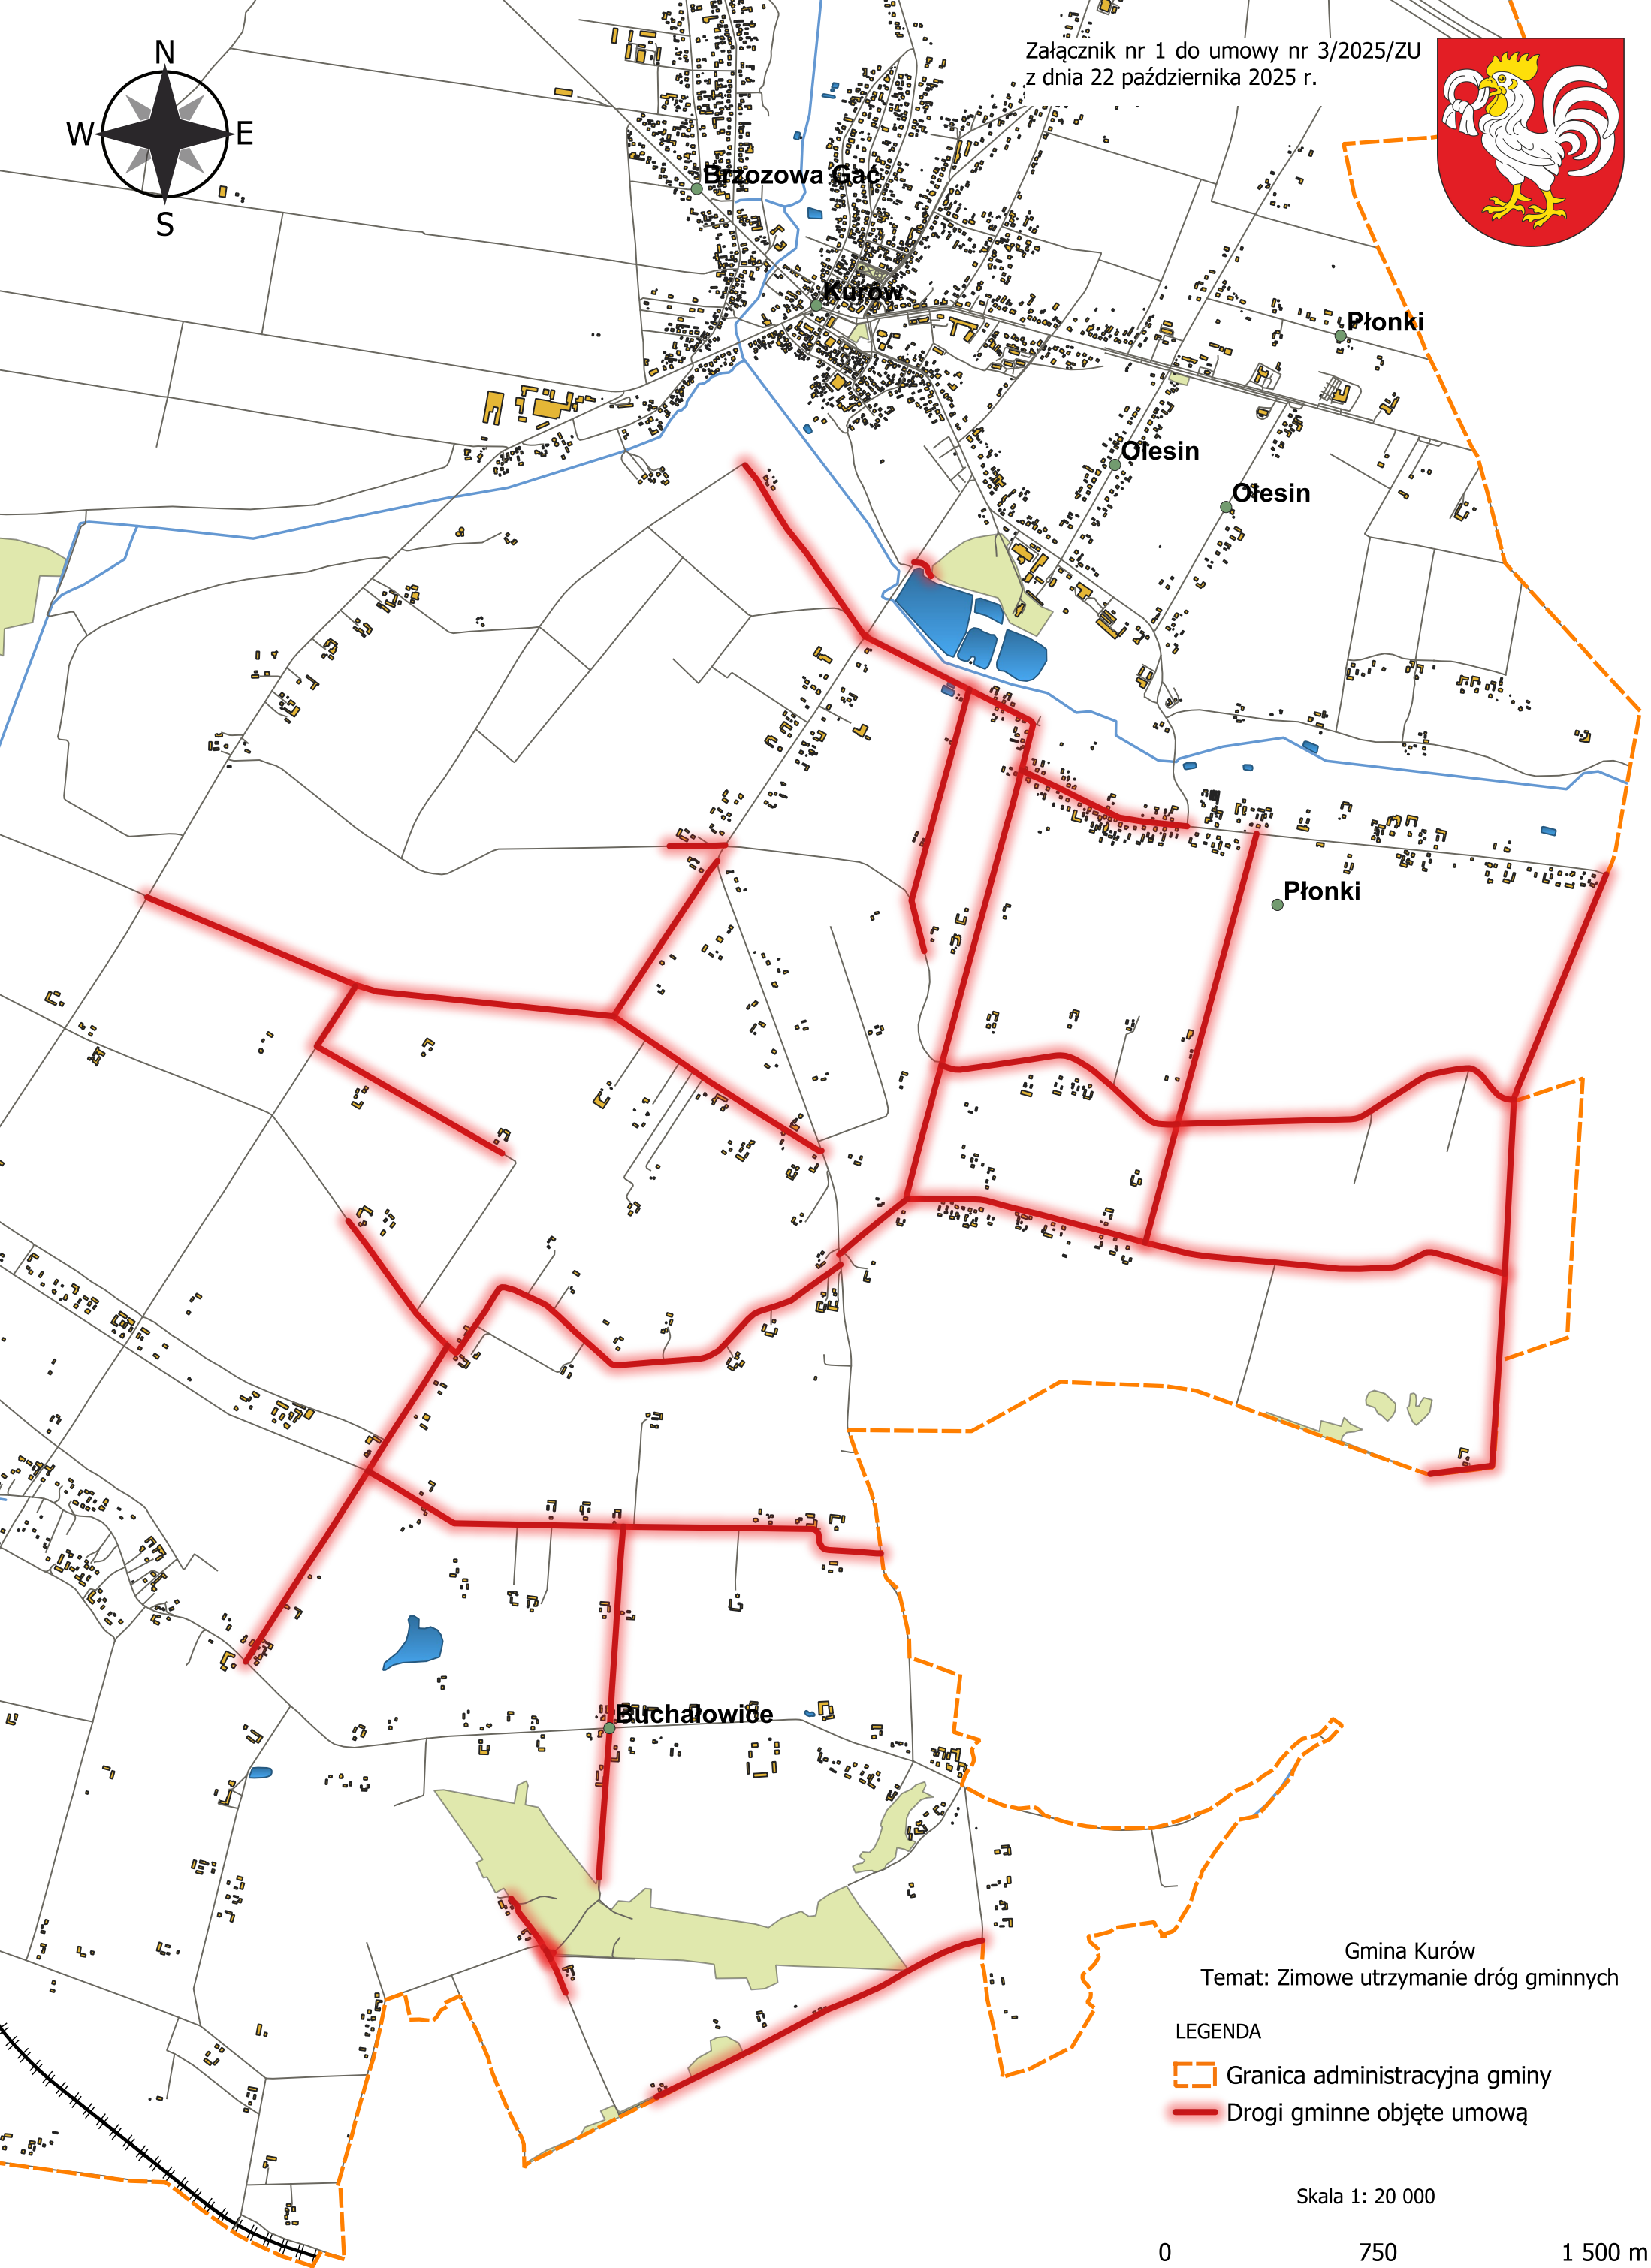 Załącznik nr 1 do umowy nr 3/2025/ZU
z dnia 22 października 2025 r.
N
W
E
S
Brzozowa Gać
Kurów
Płonki
Olesin
Olesin
Płonki
Buchałowice
Gmina Kurów
Temat: Zimowe utrzymanie dróg gminnych
LEGENDA
Granica administracyjna gminy
Drogi gminne objęte umową
Skala 1: 20 000
0 750 1 500 m